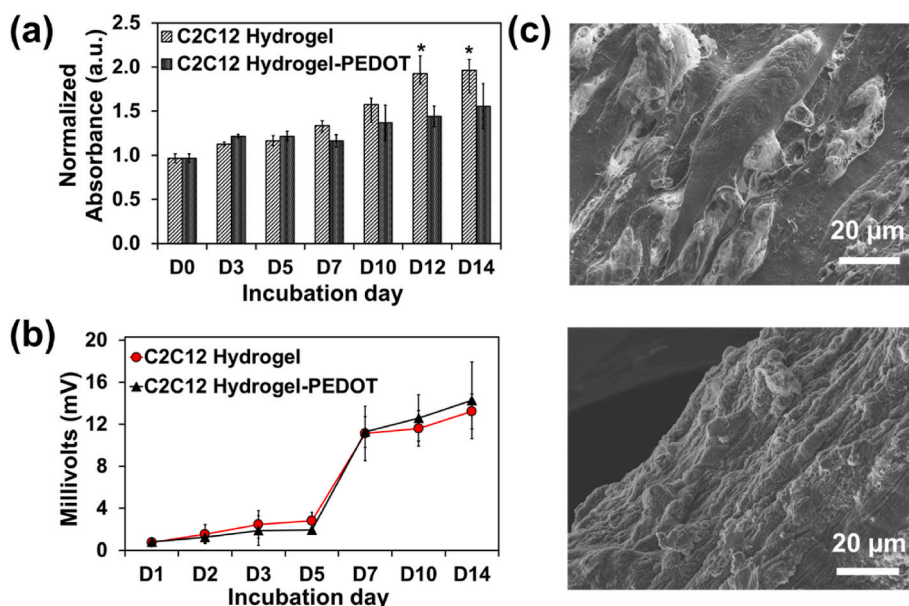 (a)
C2C12 Hydrogel
C2C12 Hydrogel-PEDOT
Normalized
Absorbance (a.u.)
2.5
2.0
1.5
1.0
0.5
0.0
* *
D0 D3 D5 D7 D10 D12 D14
Incubation day
(b)
C2C12 Hydrogel
C2C12 Hydrogel-PEDOT
Millivolts (mV)
20
16
12
8
4
0
D1 D2 D3 D5 D7 D10 D14
Incubation day
(c)
20 µm
20 µm